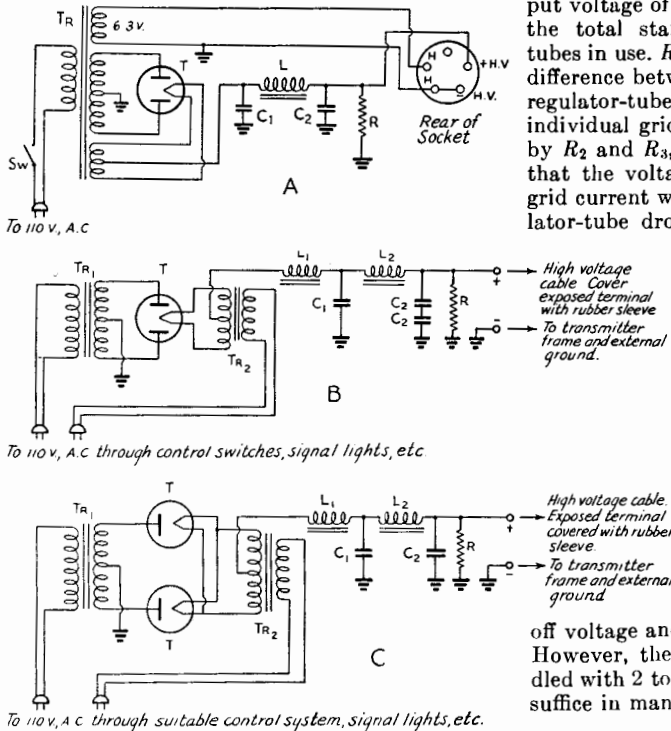 put voltage of
the total sta
tubes in use. R
difference betw
regulator-tube
individual grid
by R2 and R3,
that the volta
grid current w
lator-tube dro
TR
6 3V.
T
L
C1
C2
R
H
H
+H.V
H.V.
Rear of
Socket
Sw
A
To 110 V, A.C
TR1
T
TR2
L1
L2
C1
C2
C2
R
+
-
High voltage
cable Cover
exposed terminal
with rubber sleeve
To transmitter
frame and external
ground.
B
To 110 V, A.C through control switches, signal lights, etc
TR1
T
T
TR2
L1
L2
C1
C2
R
+
-
High voltage cable.
Exposed terminal
covered with rubber
sleeve.
To transmitter
frame and external
ground
C
To 110 V, A C through suitable control system, signal lights, etc.
off voltage an
However, the
dled with 2 to
suffice in man